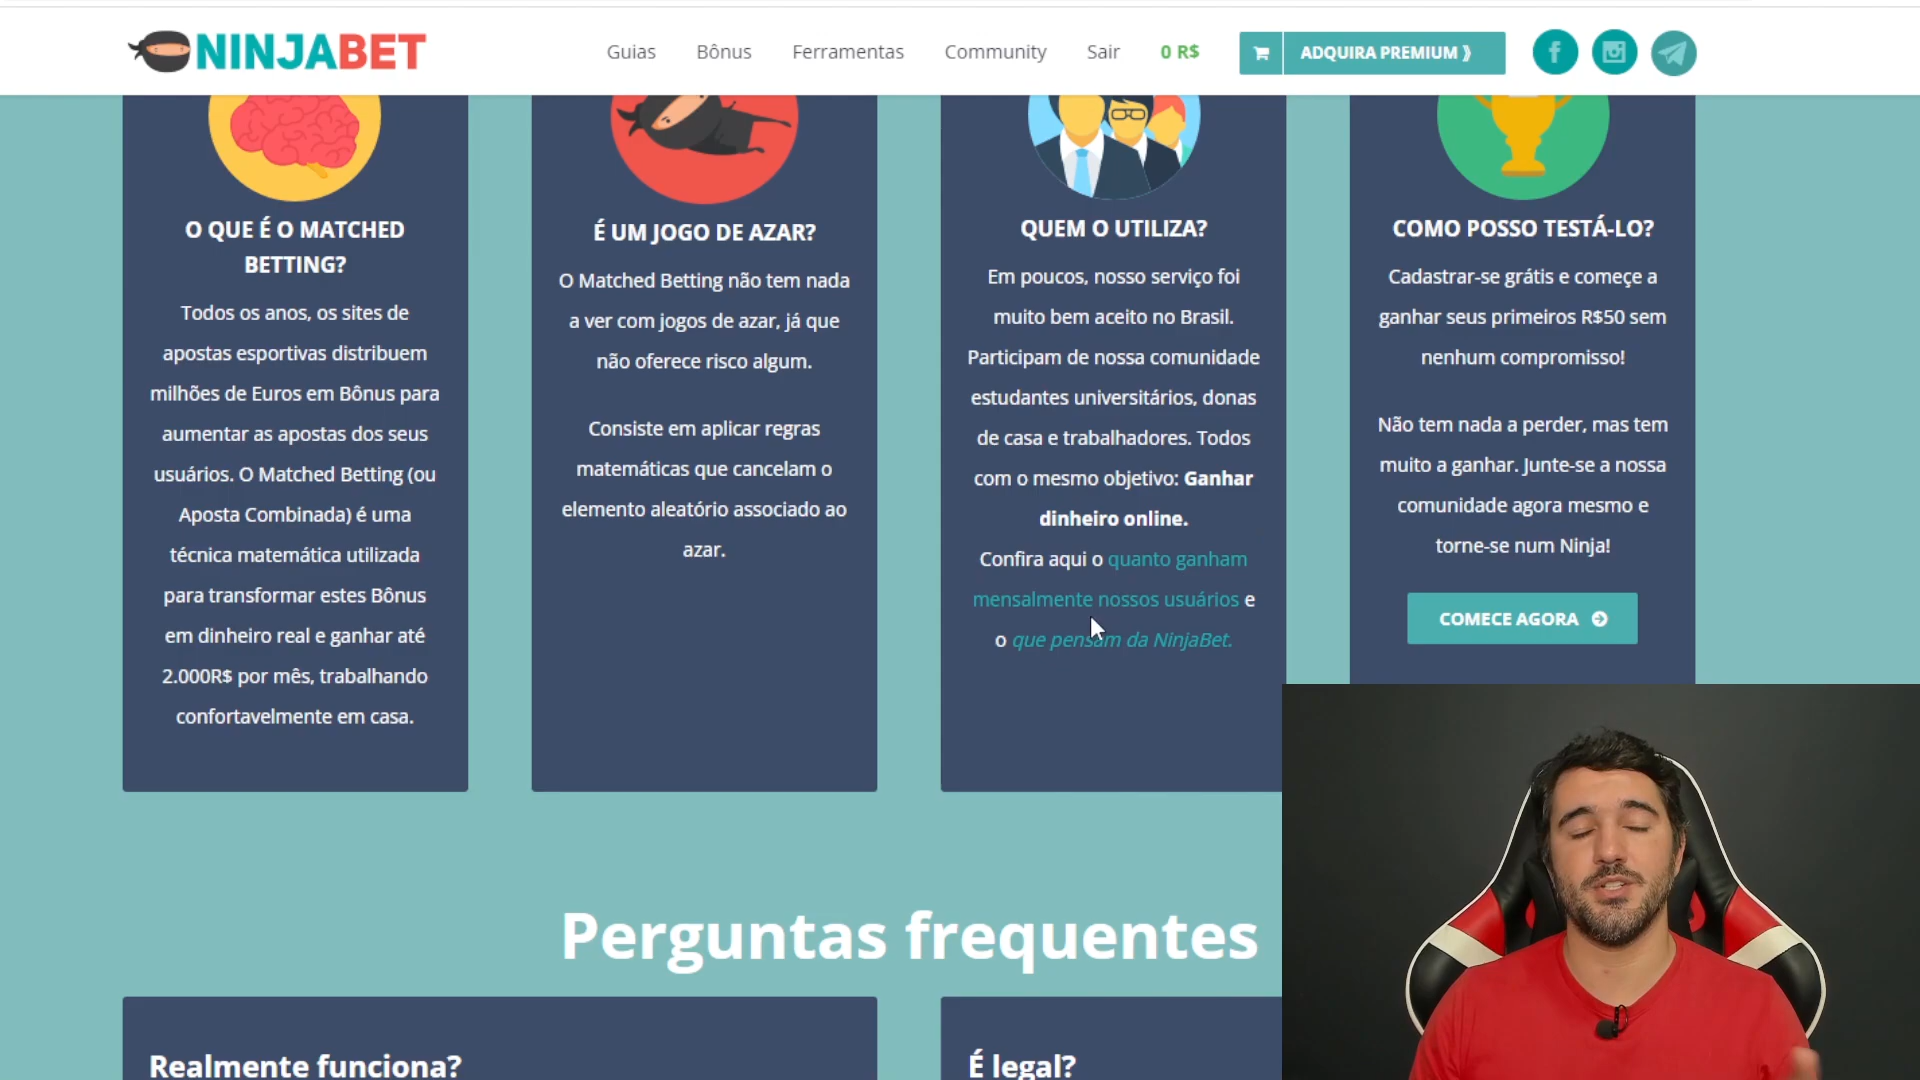 NINJABET
Guias
Bônus
Ferramentas
Community
Sair
0 R$
ADQUIRA PREMIUM ⟫
O QUE É O MATCHED
BETTING?
Todos os anos, os sites de
apostas esportivas distribuem
milhões de Euros em Bônus para
aumentar as apostas dos seus
usuários. O Matched Betting (ou
Aposta Combinada) é uma
técnica matemática utilizada
para transformar estes Bônus
em dinheiro real e ganhar até
2.000R$ por mês, trabalhando
confortavelmente em casa.
É UM JOGO DE AZAR?
O Matched Betting não tem nada
a ver com jogos de azar, já que
não oferece risco algum.
Consiste em aplicar regras
matemáticas que cancelam o
elemento aleatório associado ao
azar.
QUEM O UTILIZA?
Em poucos, nosso serviço foi
muito bem aceito no Brasil.
Participam de nossa comunidade
estudantes universitários, donas
de casa e trabalhadores. Todos
com o mesmo objetivo: Ganhar
dinheiro online.
Confira aqui o quanto ganham
mensalmente nossos usuários e
o que pensam da NinjaBet.
COMO POSSO TESTÁ-LO?
Cadastrar-se grátis e começe a
ganhar seus primeiros R$50 sem
nenhum compromisso!
Não tem nada a perder, mas tem
muito a ganhar. Junte-se a nossa
comunidade agora mesmo e
torne-se num Ninja!
COMECE AGORA
Perguntas frequentes
Realmente funciona?
É legal?